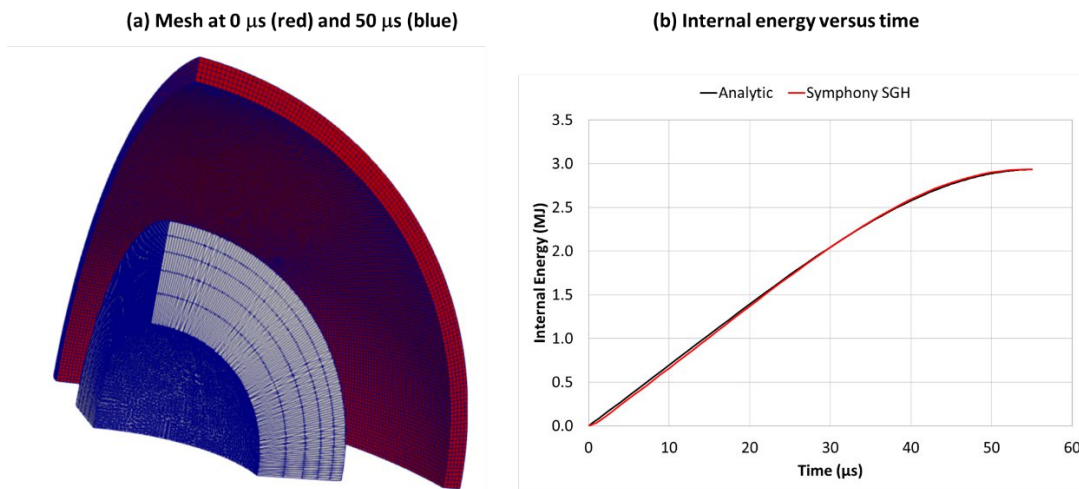 (a) Mesh at 0 μs (red) and 50 μs (blue)
(b) Internal energy versus time
Analytic
Symphony SGH
3.5
3.0
2.5
2.0
1.5
1.0
0.5
0.0
Internal Energy (MJ)
0
10
20
30
40
50
60
Time (μs)